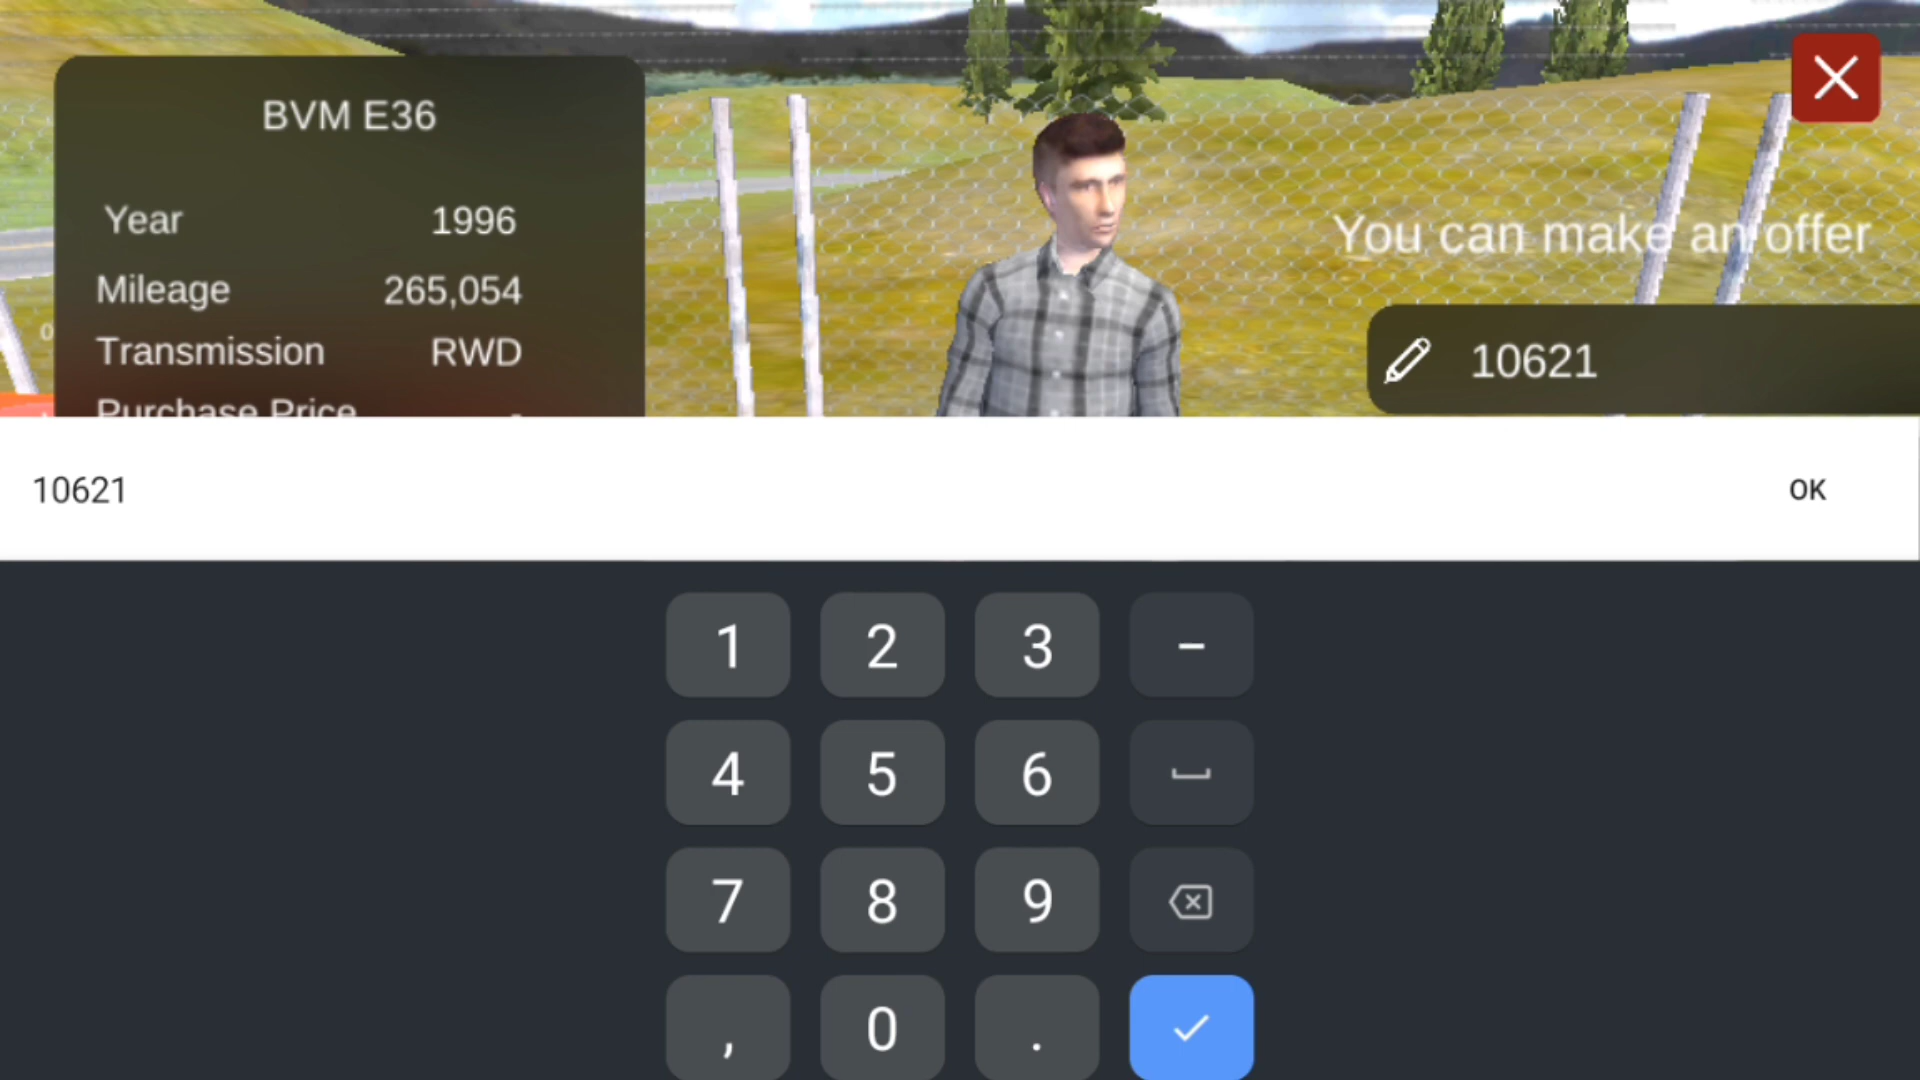 BVM E36
Year 1996
Mileage 265,054
Transmission RWD
Purchase Price -
You can make an offer
10621
10621
OK
1 2 3 –
4 5 6
7 8 9
, 0 .